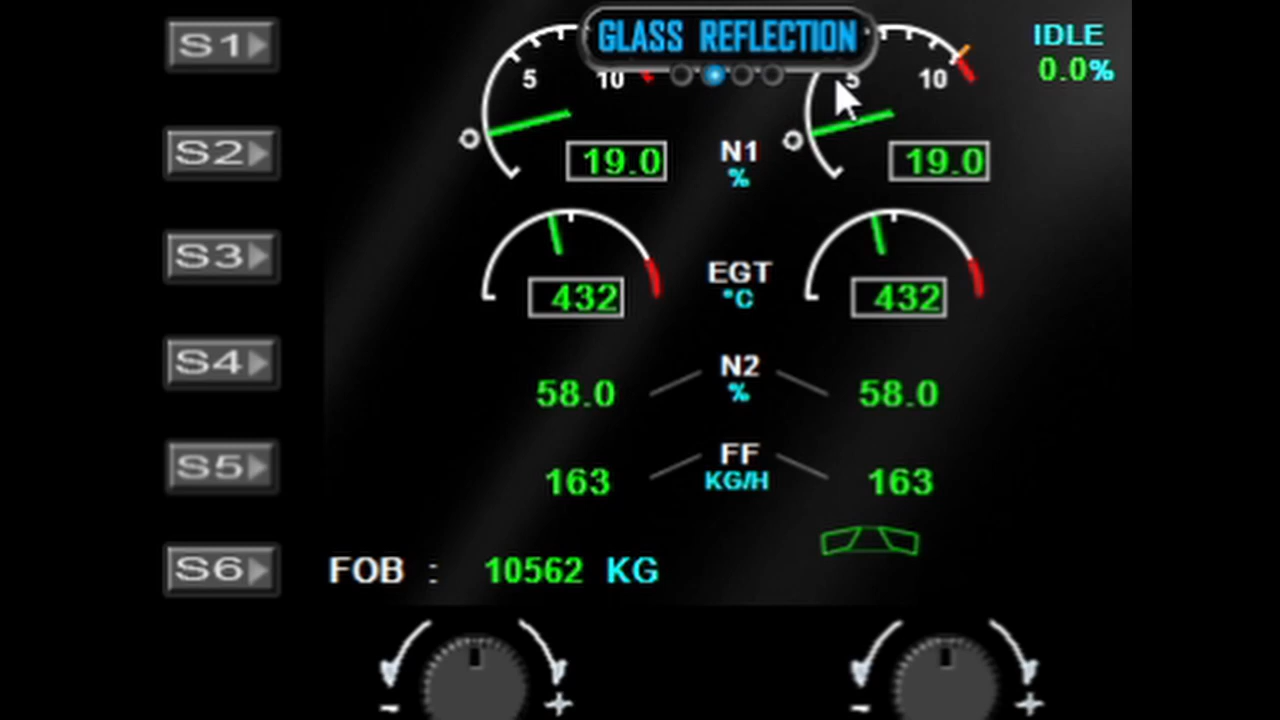 S1
GLASS REFLECTION
IDLE
0.0%
5 10
5 10
S2
19.0 N1 19.0
%
S3
EGT
432 °C 432
S4
N2
58.0 % 58.0
S5
FF
163 KG/H 163
S6
FOB : 10562 KG
- + - +